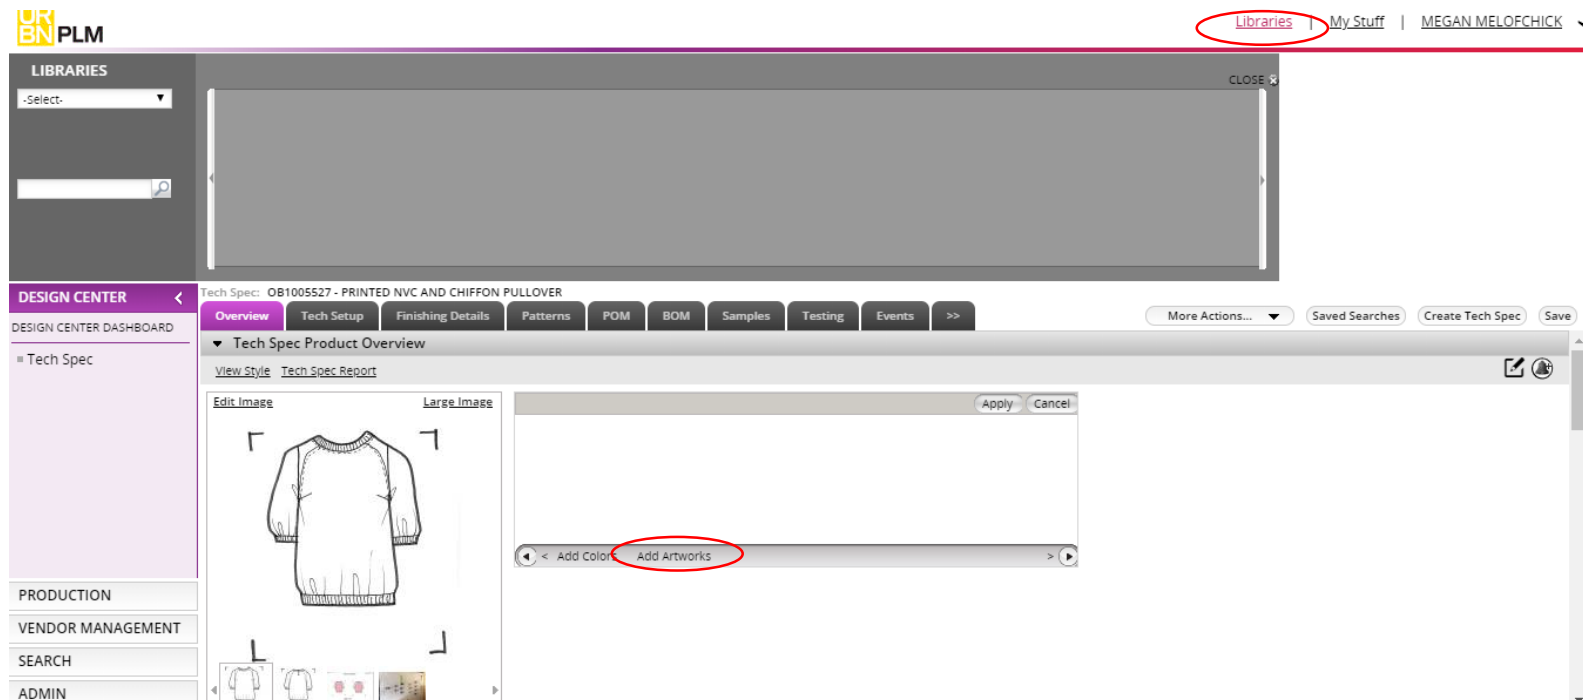 URBN PLM
Libraries | My Stuff | MEGAN MELOFCHICK
LIBRARIES
CLOSE
-Select-
DESIGN CENTER
Tech Spec: OB1005527 - PRINTED NVC AND CHIFFON PULLOVER
DESIGN CENTER DASHBOARD
Overview Tech Setup Finishing Details Patterns POM BOM Samples Testing Events >>
More Actions... Saved Searches Create Tech Spec Save
Tech Spec Product Overview
Tech Spec
View Style Tech Spec Report
Edit Image Large Image
Apply Cancel
< Add Colors Add Artworks >
PRODUCTION
VENDOR MANAGEMENT
SEARCH
ADMIN